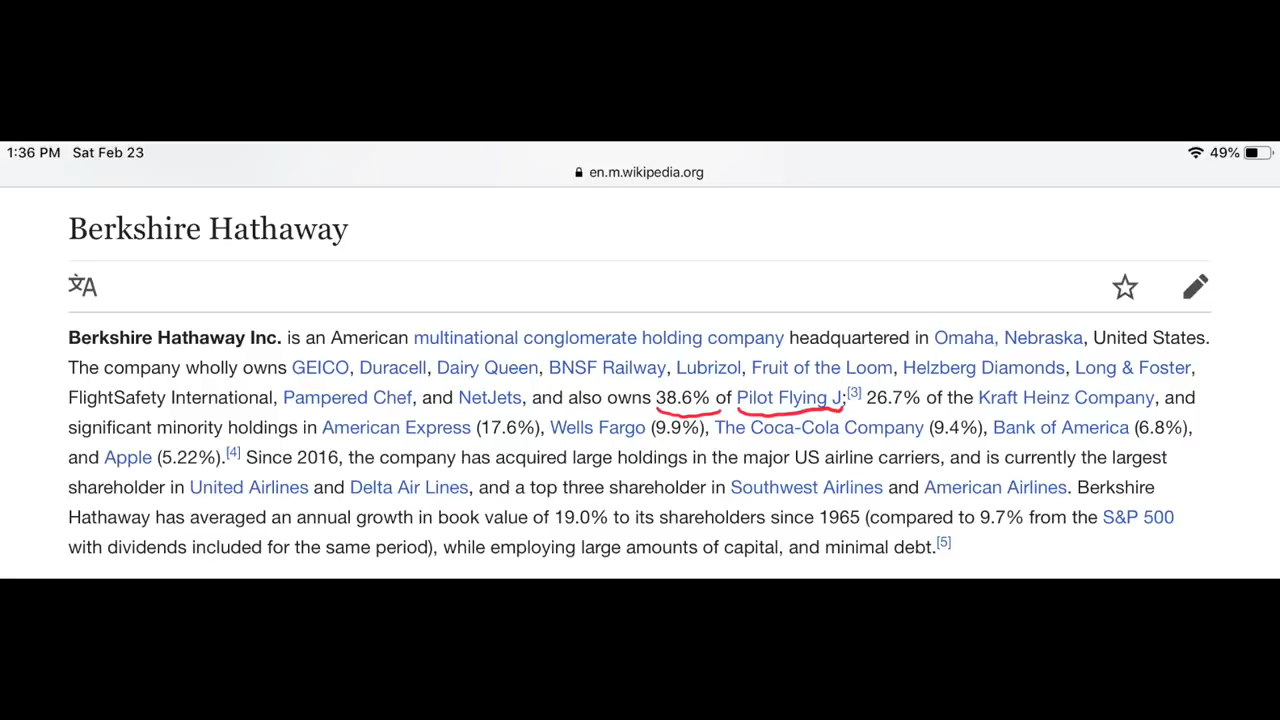 1:36 PM Sat Feb 23 49%
en.m.wikipedia.org
Berkshire Hathaway
文A
Berkshire Hathaway Inc. is an American multinational conglomerate holding company headquartered in Omaha, Nebraska, United States.
The company wholly owns GEICO, Duracell, Dairy Queen, BNSF Railway, Lubrizol, Fruit of the Loom, Helzberg Diamonds, Long & Foster,
FlightSafety International, Pampered Chef, and NetJets, and also owns 38.6% of Pilot Flying J;[3] 26.7% of the Kraft Heinz Company, and
significant minority holdings in American Express (17.6%), Wells Fargo (9.9%), The Coca-Cola Company (9.4%), Bank of America (6.8%),
and Apple (5.22%).[4] Since 2016, the company has acquired large holdings in the major US airline carriers, and is currently the largest
shareholder in United Airlines and Delta Air Lines, and a top three shareholder in Southwest Airlines and American Airlines. Berkshire
Hathaway has averaged an annual growth in book value of 19.0% to its shareholders since 1965 (compared to 9.7% from the S&P 500
with dividends included for the same period), while employing large amounts of capital, and minimal debt.[5]